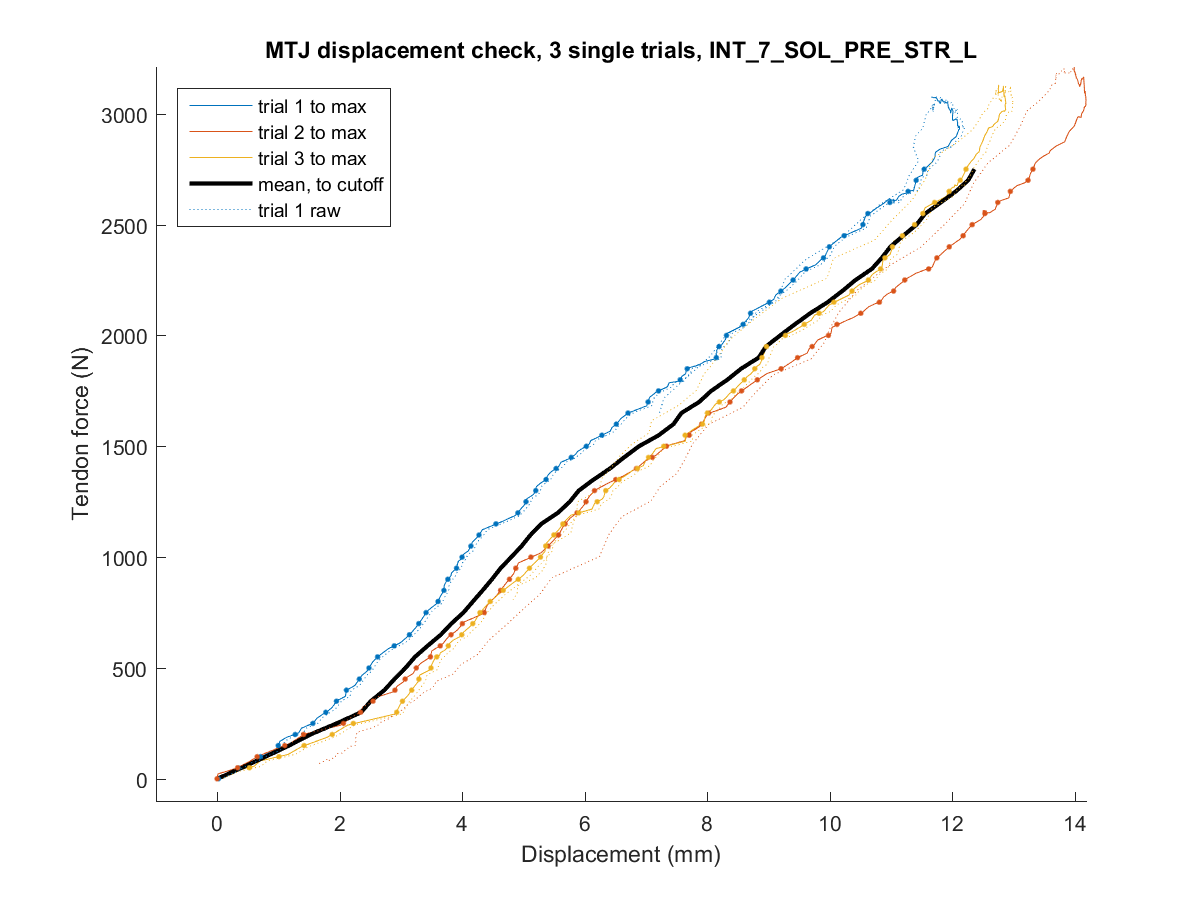 MTJ displacement check, 3 single trials, INT_7_SOL_PRE_STR_L
trial 1 to max
trial 2 to max
trial 3 to max
mean, to cutoff
trial 1 raw
3000
2500
2000
1500
1000
500
0
Tendon force (N)
0 2 4 6 8 10 12 14
Displacement (mm)